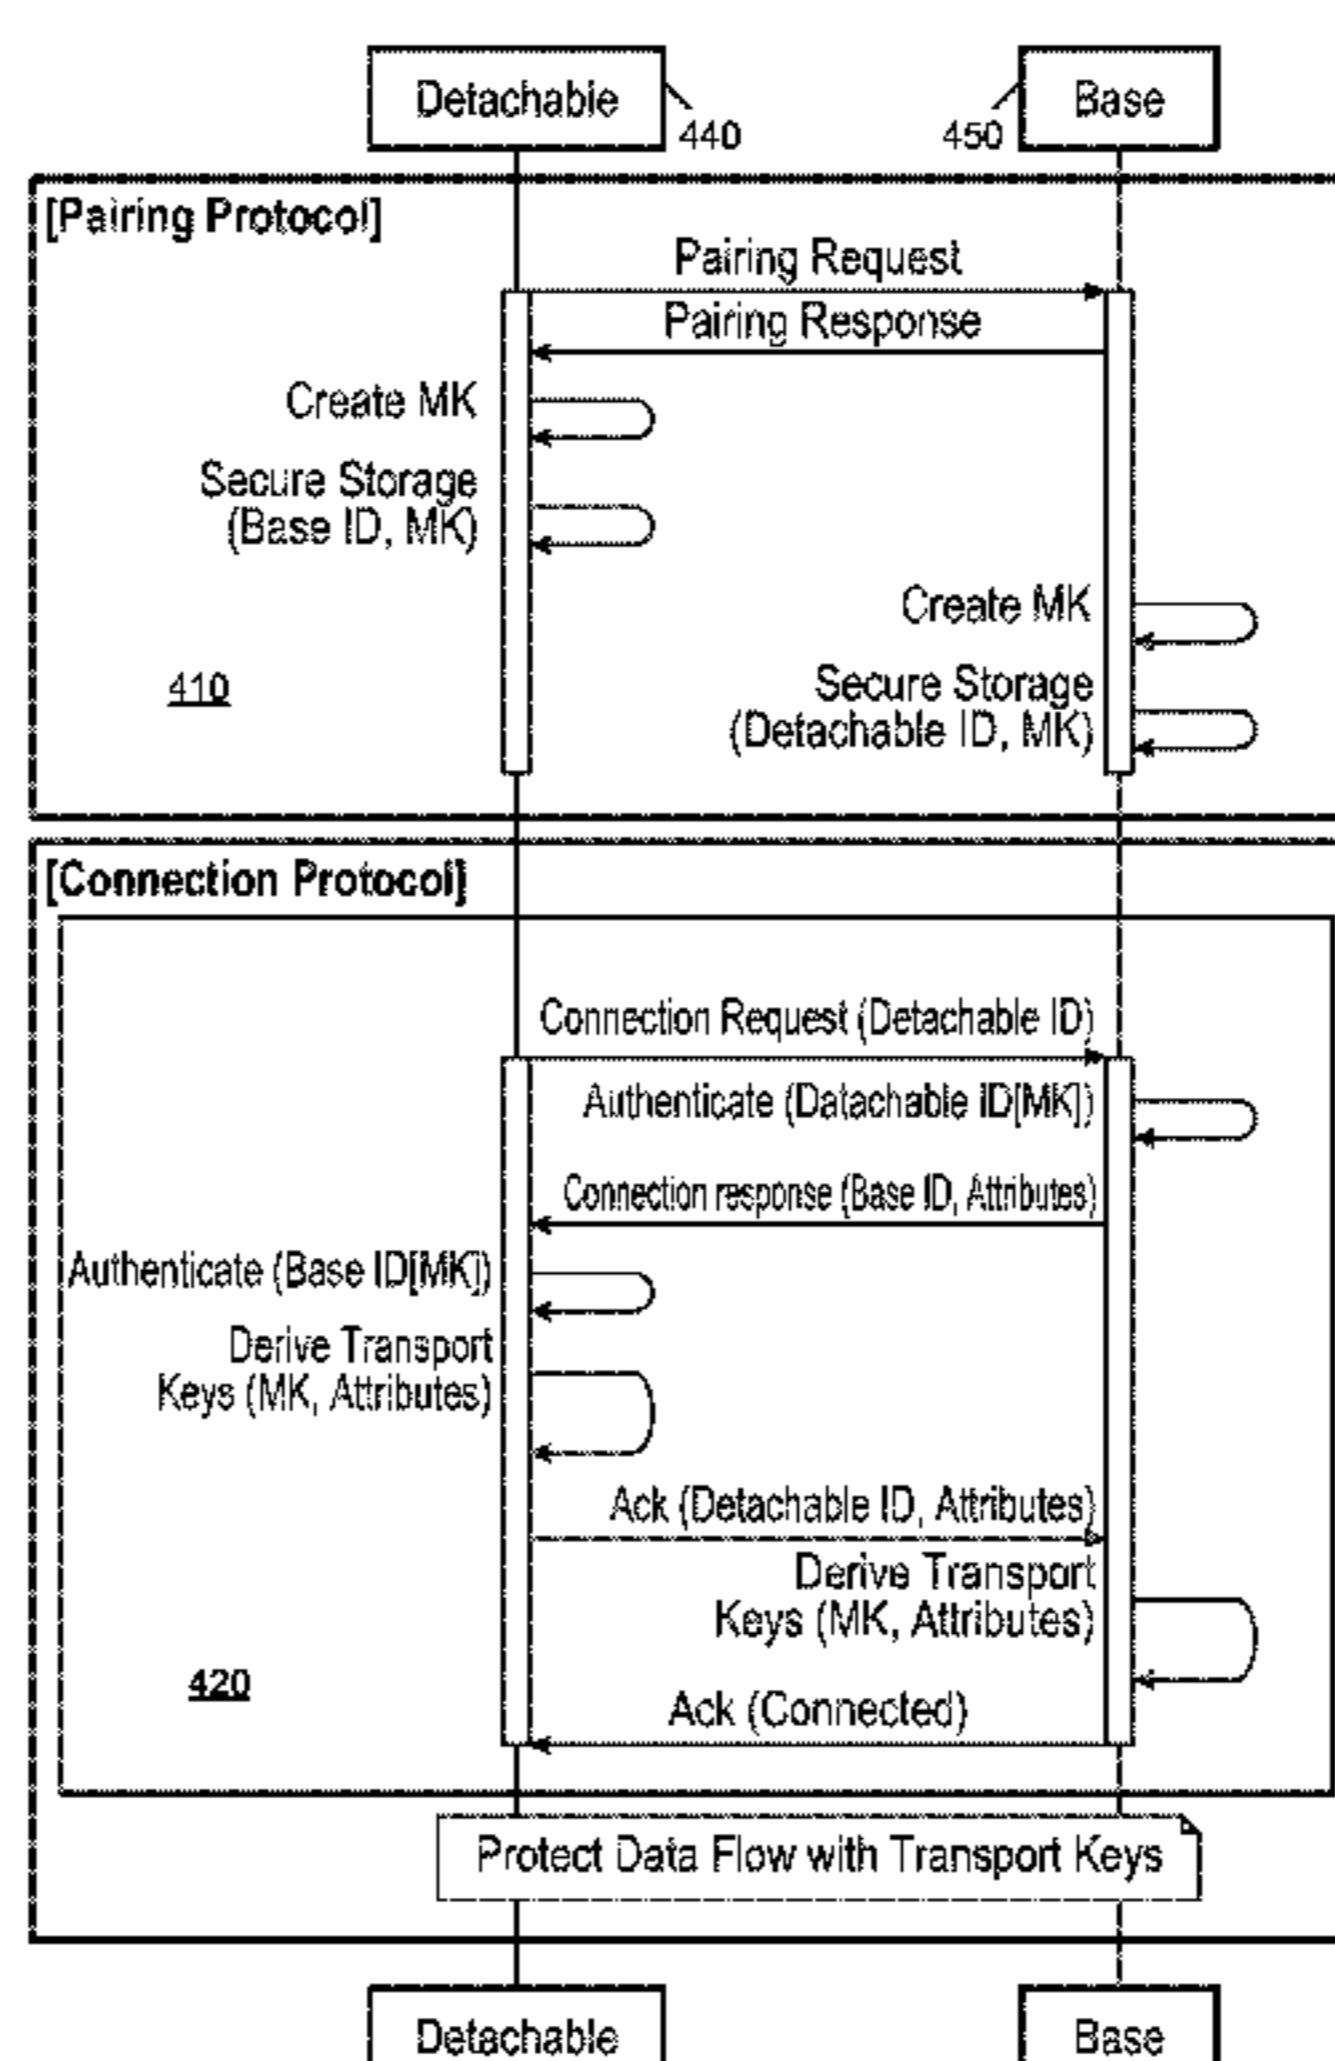 Detachable
440
450
Base
[Pairing Protocol]
Pairing Request
Pairing Response
Create MK
Secure Storage
(Base ID, MK)
Create MK
410
Secure Storage
(Detachable ID, MK)
[Connection Protocol]
Connection Request (Detachable ID)
Authenticate (Datachable ID[MK])
Connection response (Base ID, Attributes)
Authenticate (Base ID[MK])
Derive Transport
Keys (MK, Attributes)
Ack (Detachable ID, Attributes)
Derive Transport
Keys (MK, Attributes)
420
Ack (Connected)
Protect Data Flow with Transport Keys
Detachable
Base